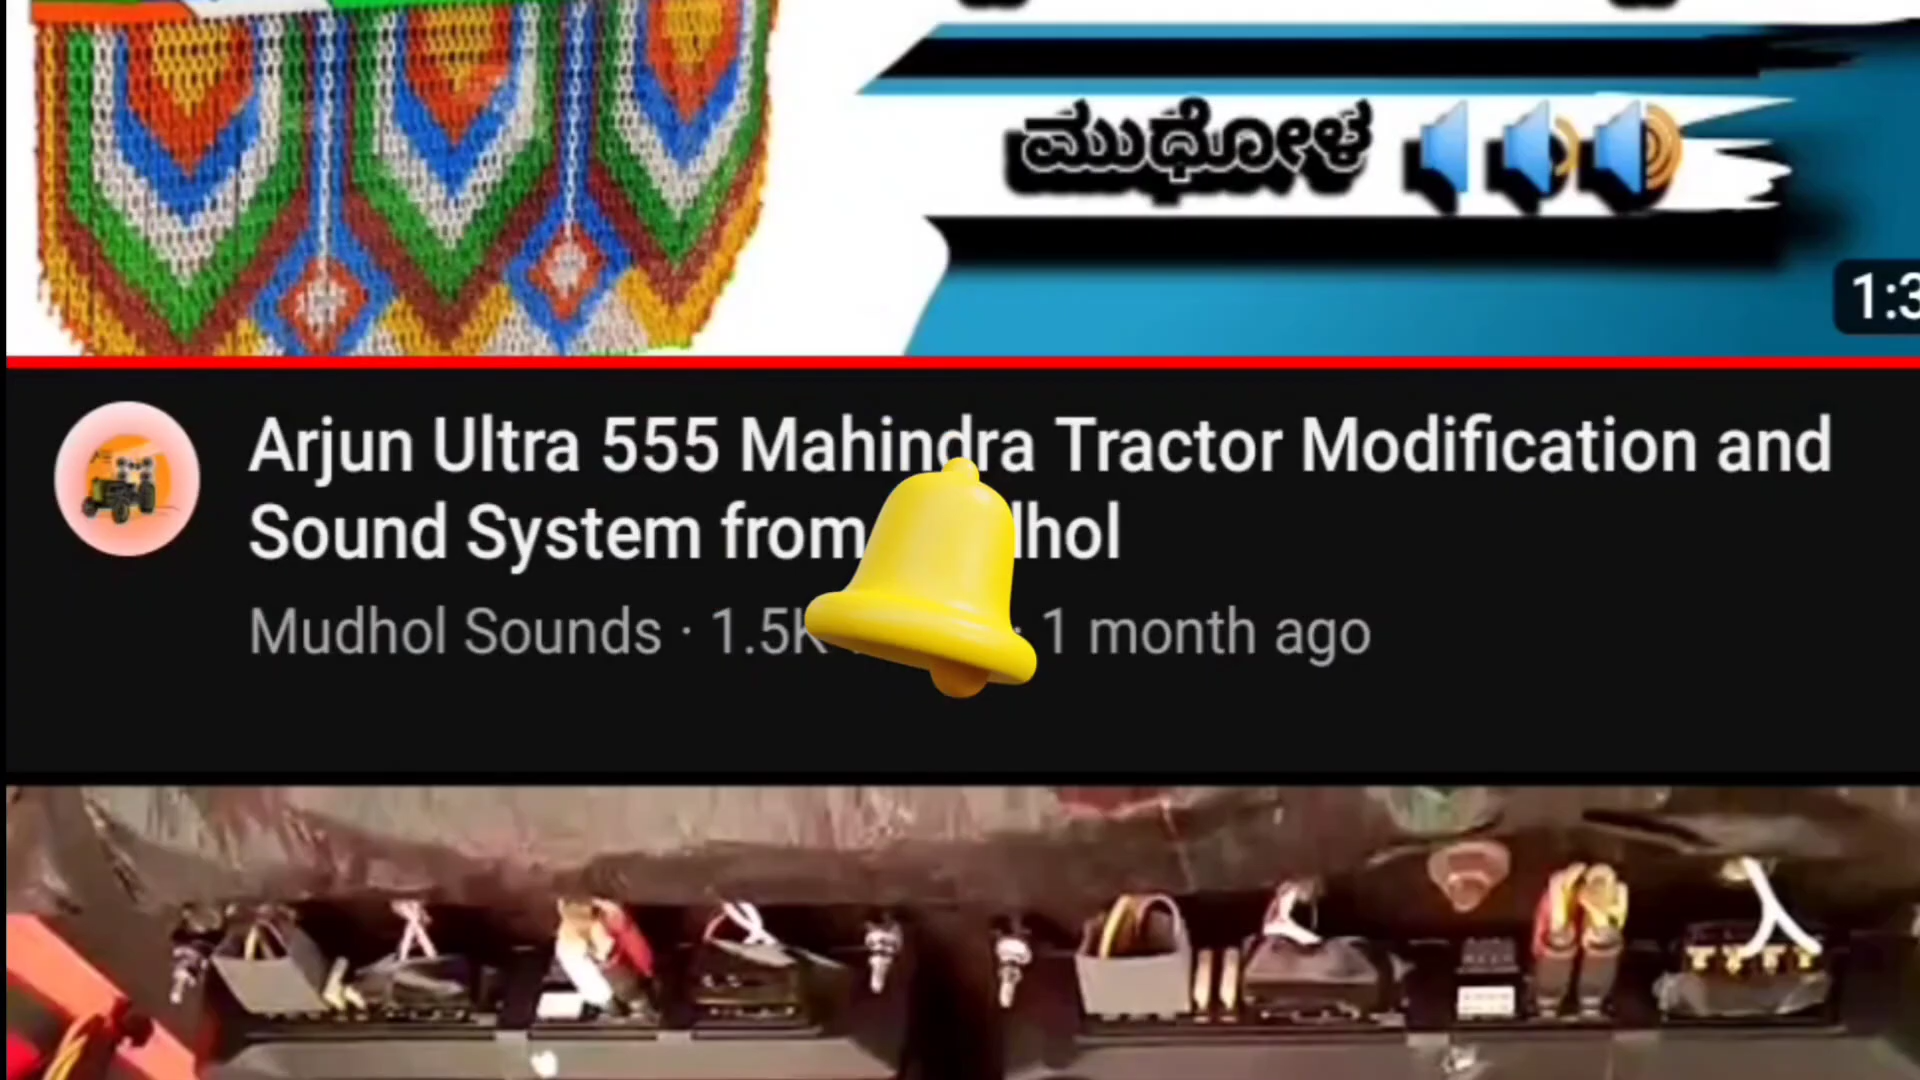 ಮುಧೋಳ
1:3
Arjun Ultra 555 Mahindra Tractor Modification and
Sound System from dhol
Mudhol Sounds · 1.5K · 1 month ago